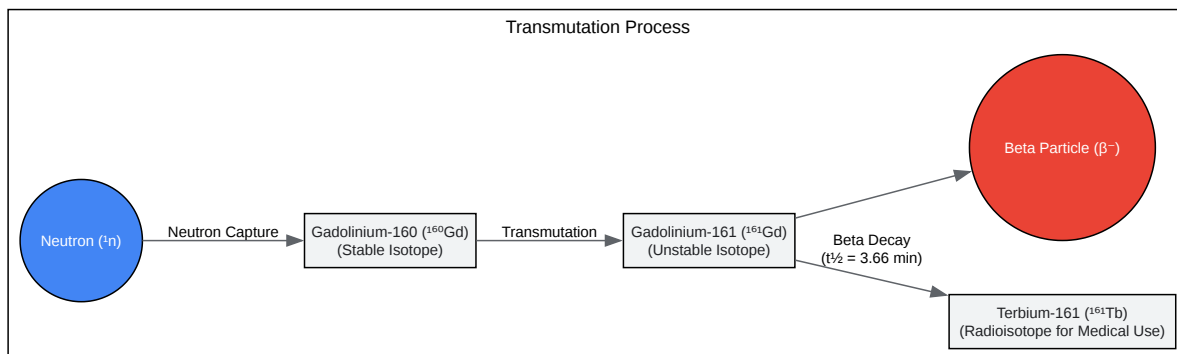 Transmutation Process
Neutron (¹n)
Neutron Capture
Gadolinium-160 (¹⁶⁰Gd)
(Stable Isotope)
Transmutation
Gadolinium-161 (¹⁶¹Gd)
(Unstable Isotope)
Beta Particle (β⁻)
Beta Decay
(t½ = 3.66 min)
Terbium-161 (¹⁶¹Tb)
(Radioisotope for Medical Use)